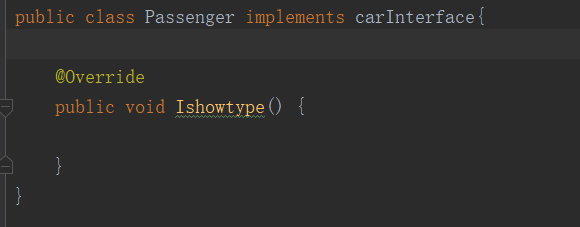 public class Passenger implements carInterface{
@Override
public void Ishowtype() {
}
}